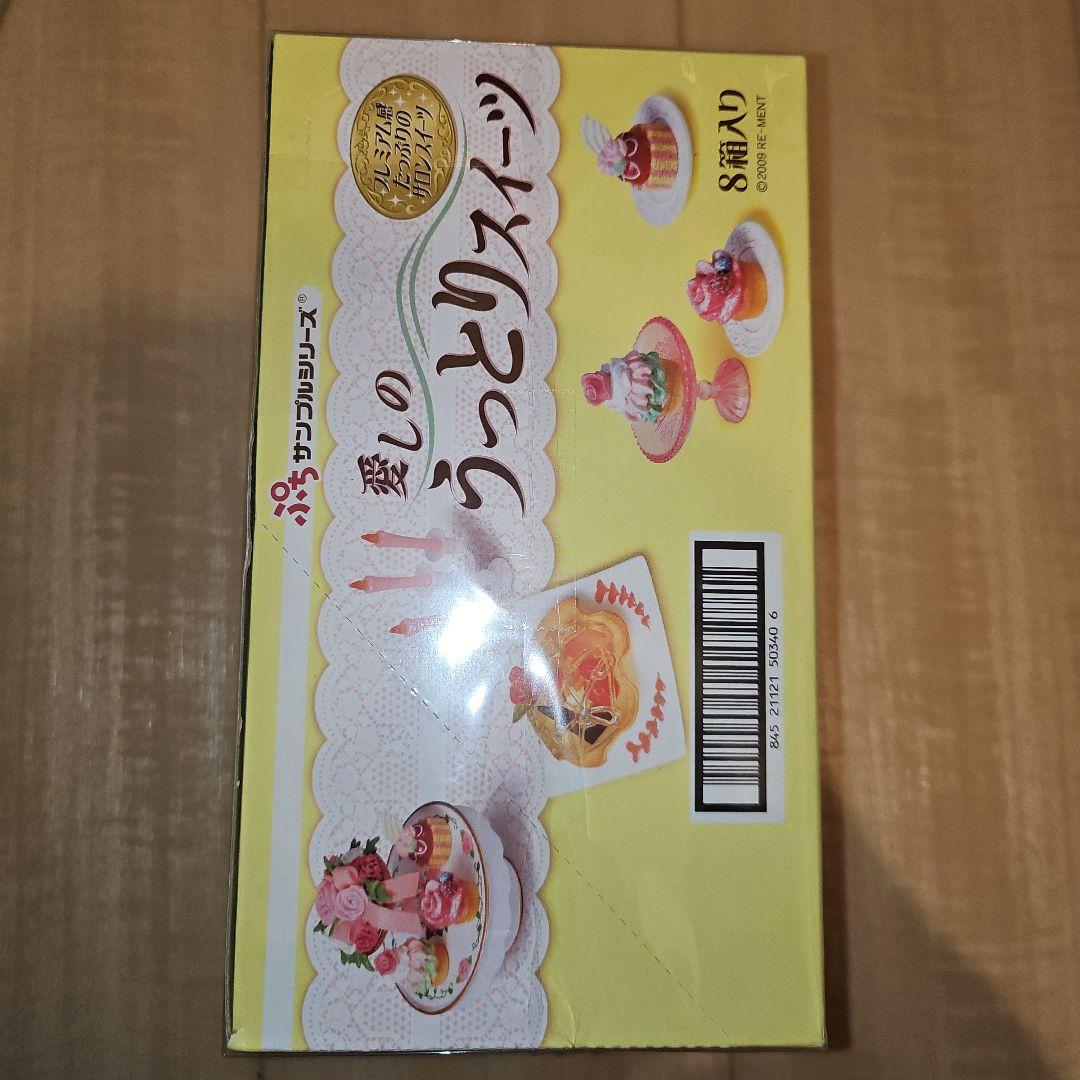 ぷちサンプルシリーズ®
プレミアム感
たっぷりの
サロンスイーツ
愛しの
うっとりスイーツ
8箱入り
©2009 RE-MENT
845 21121 50340 6